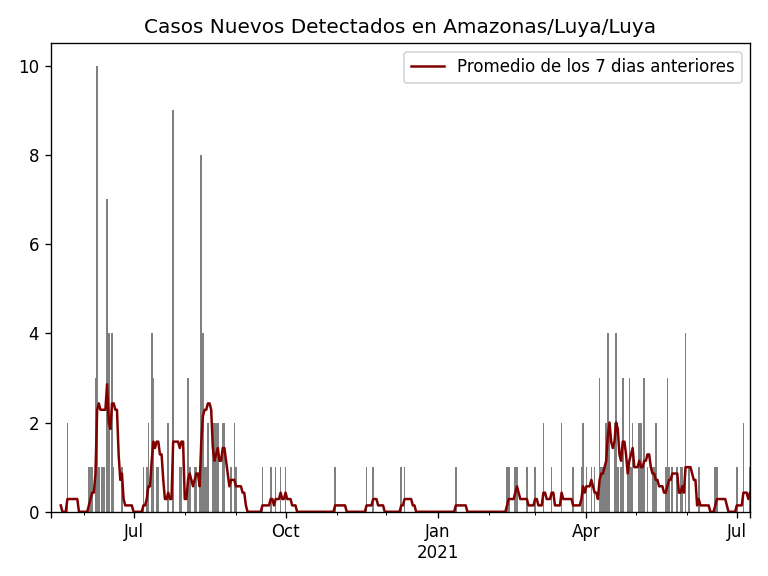 Casos Nuevos Detectados en Amazonas/Luya/Luya
Promedio de los 7 dias anteriores
10
8
6
4
2
0
Jul
Oct
Jan
2021
Apr
Jul